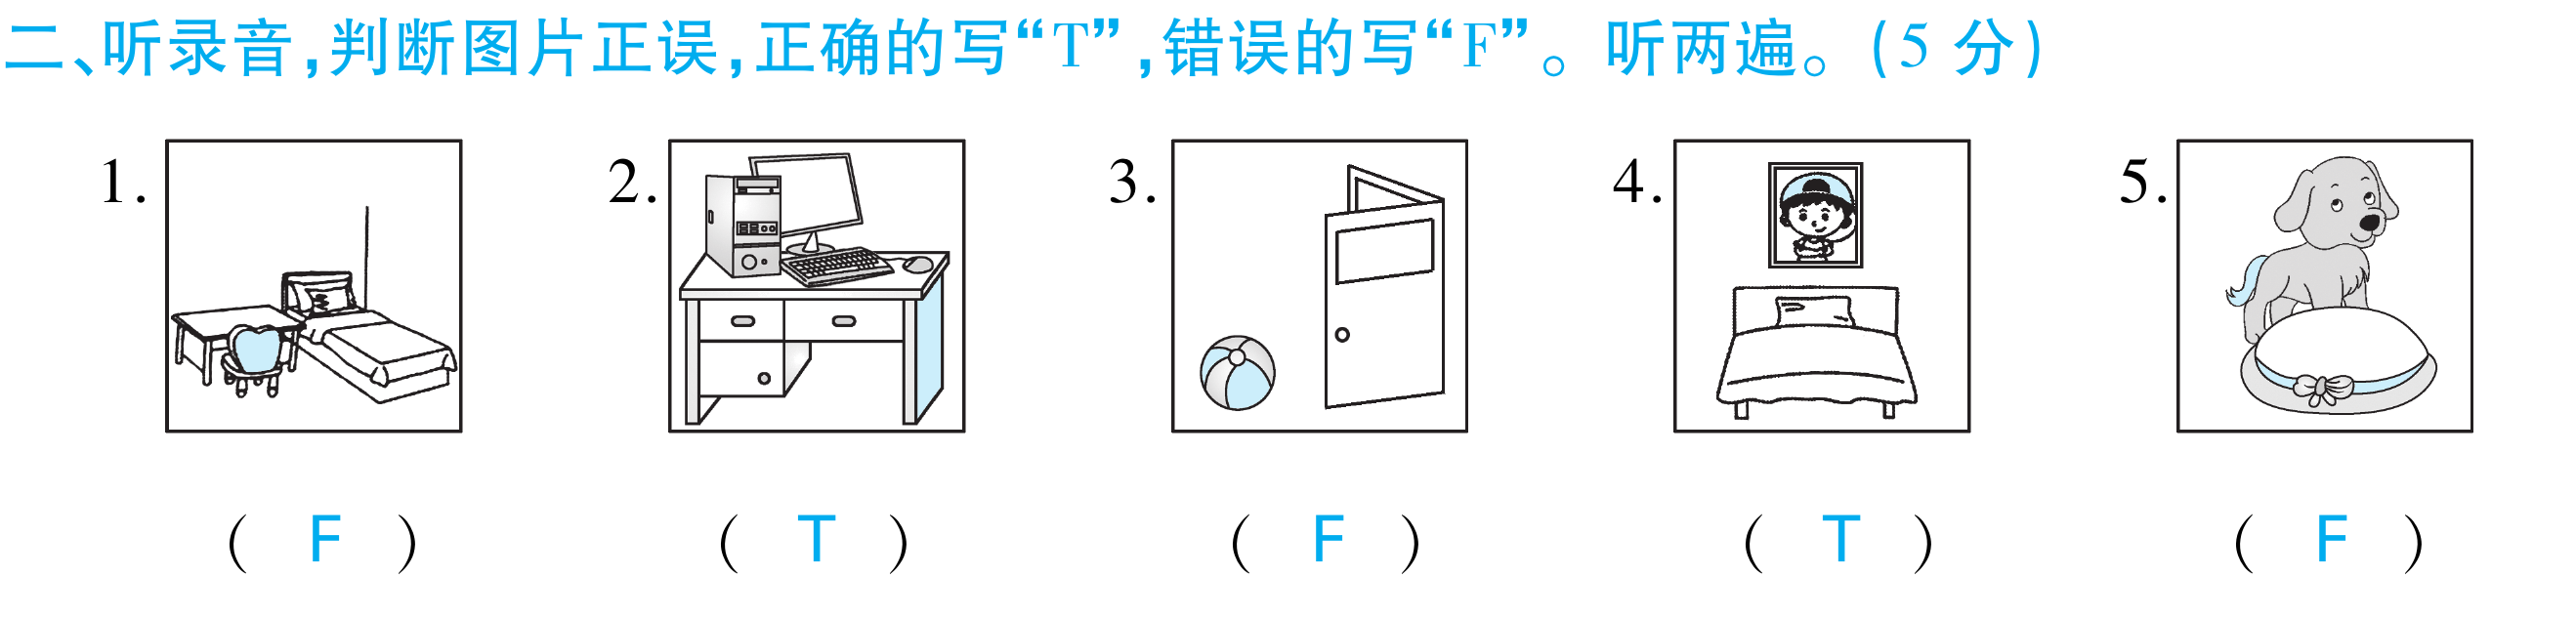 二、听录音,判断图片正误,正确的写“T”,错误的写“F”。听两遍。(5 分)
1. 2. 3. 4. 5.
( F ) ( T ) ( F ) ( T ) ( F )